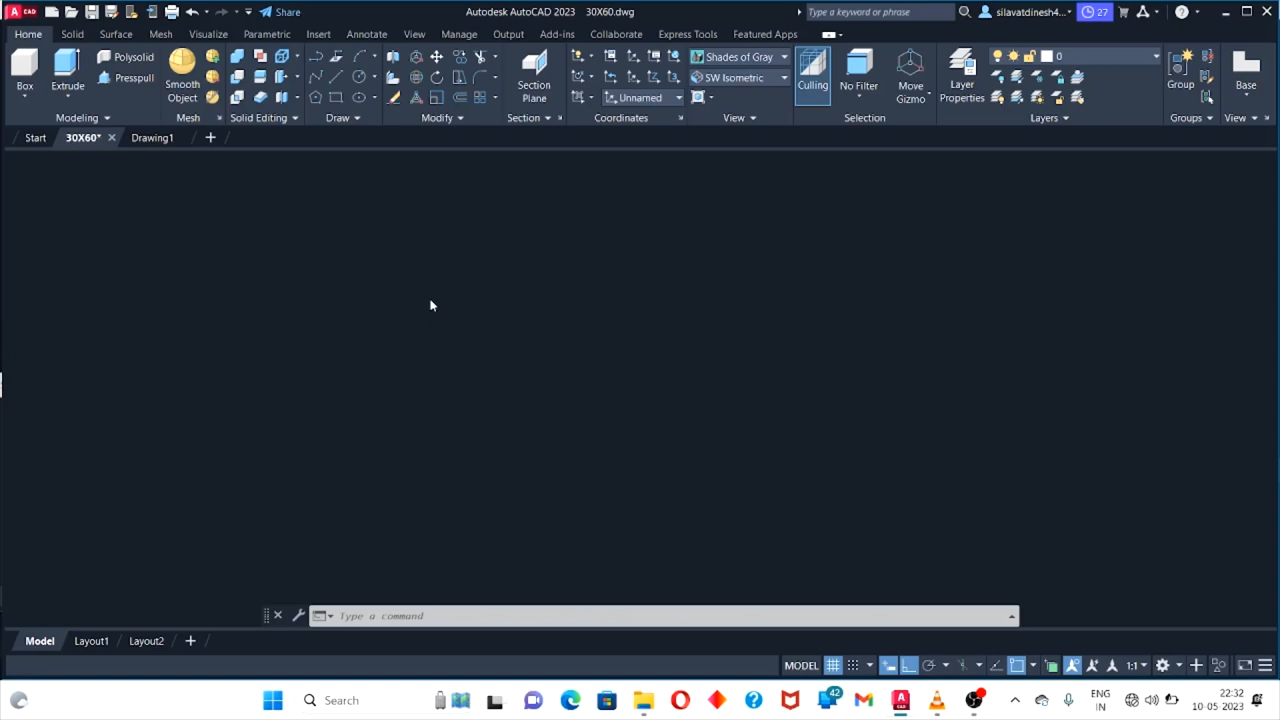 A CAD Share Autodesk AutoCAD 2023 30X60.dwg Type a keyword or phrase silavatdinesh4... 27
Home Solid Surface Mesh Visualize Parametric Insert Annotate View Manage Output Add-ins Collaborate Express Tools Featured Apps
Box Extrude Polysolid Presspull Smooth Object Section Plane Shades of Gray SW Isometric Unnamed Culling No Filter Move Gizmo Layer Properties 0 Group Base
Modeling Mesh Solid Editing Draw Modify Section Coordinates View Selection Layers Groups View
Start 30X60* Drawing1
Type a command
Model Layout1 Layout2
MODEL 1:1
Search 42 A CAD ENG 22:32
IN 10-05-2023